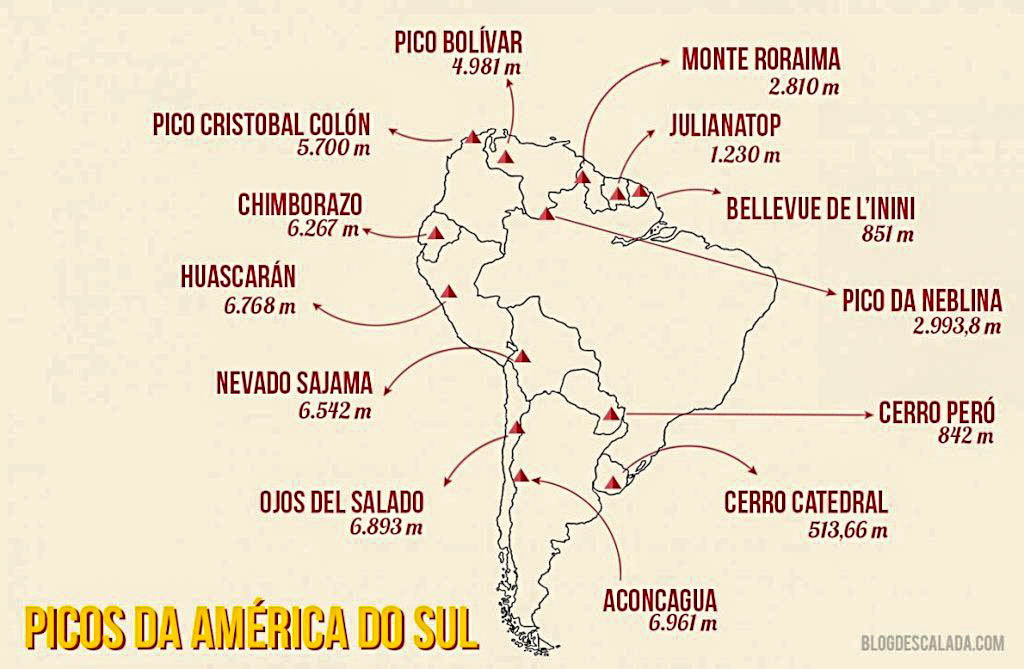 PICO BOLÍVAR
4.981 m
MONTE RORAIMA
2.810 m
PICO CRISTOBAL COLÓN
5.700 m
JULIANATOP
1.230 m
CHIMBORAZO
6.267 m
BELLEVUE DE L'ININI
851 m
HUASCARÁN
6.768 m
PICO DA NEBLINA
2.993,8 m
NEVADO SAJAMA
6.542 m
CERRO PERÓ
842 m
OJOS DEL SALADO
6.893 m
CERRO CATEDRAL
513,66 m
ACONCAGUA
6.961 m
PICOS DA AMÉRICA DO SUL
BLOGDESCALADA.COM